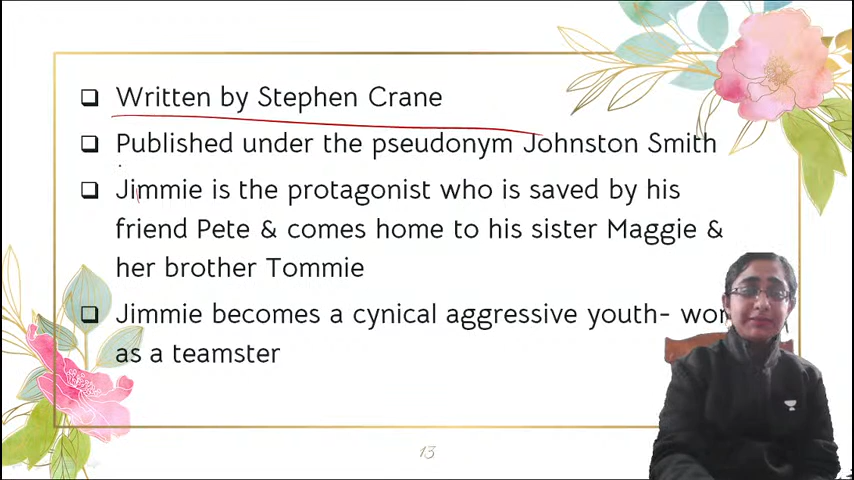 Written by Stephen Crane
Published under the pseudonym Johnston Smith
Jimmie is the protagonist who is saved by his
friend Pete & comes home to his sister Maggie &
her brother Tommie
Jimmie becomes a cynical aggressive youth-
as a teamster
13